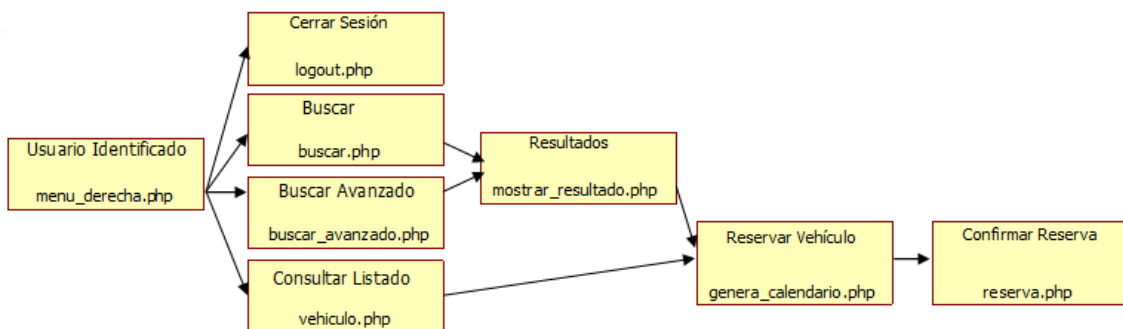 Cerrar Sesión
logout.php
Buscar
buscar.php
Usuario Identificado
menu_derecha.php
Resultados
mostrar_resultado.php
Buscar Avanzado
buscar_avanzado.php
Reservar Vehículo
genera_calendario.php
Confirmar Reserva
reserva.php
Consultar Listado
vehiculo.php